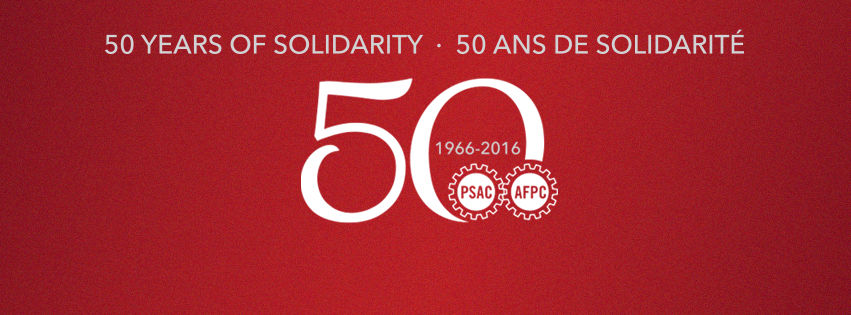 50 YEARS OF SOLIDARITY · 50 ANS DE SOLIDARITÉ
50
1966-2016
PSAC AFPC